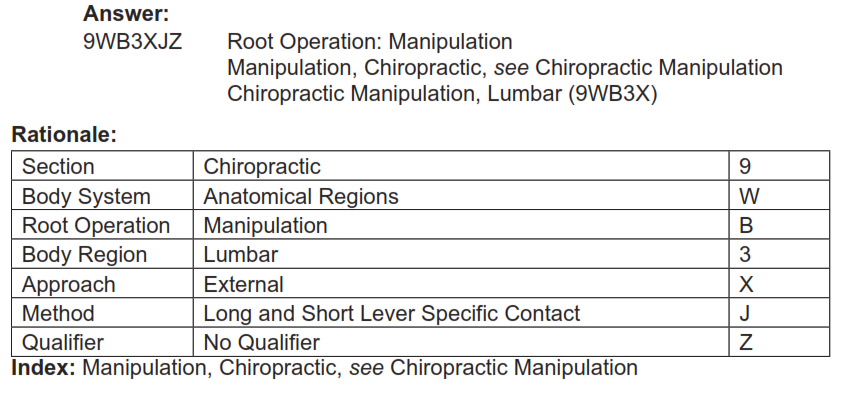 Answer:
9WB3XJZ Root Operation: Manipulation
Manipulation, Chiropractic, see Chiropractic Manipulation
Chiropractic Manipulation, Lumbar (9WB3X)
Rationale:
Section Chiropractic 9
Body System Anatomical Regions W
Root Operation Manipulation B
Body Region Lumbar 3
Approach External X
Method Long and Short Lever Specific Contact J
Qualifier No Qualifier Z
Index: Manipulation, Chiropractic, see Chiropractic Manipulation